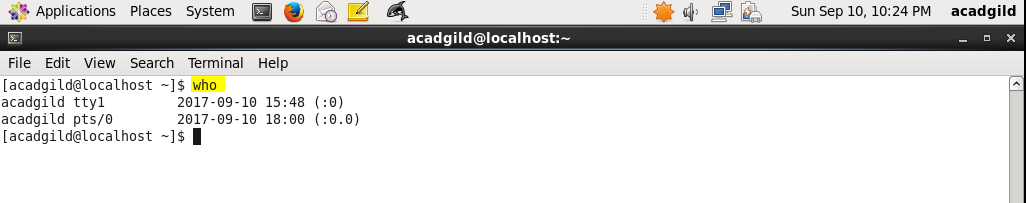 Applications Places System Sun Sep 10, 10:24 PM acadgild
acadgild@localhost:~
File Edit View Search Terminal Help
[acadgild@localhost ~]$ who
acadgild tty1         2017-09-10 15:48 (:0)
acadgild pts/0        2017-09-10 18:00 (:0.0)
[acadgild@localhost ~]$